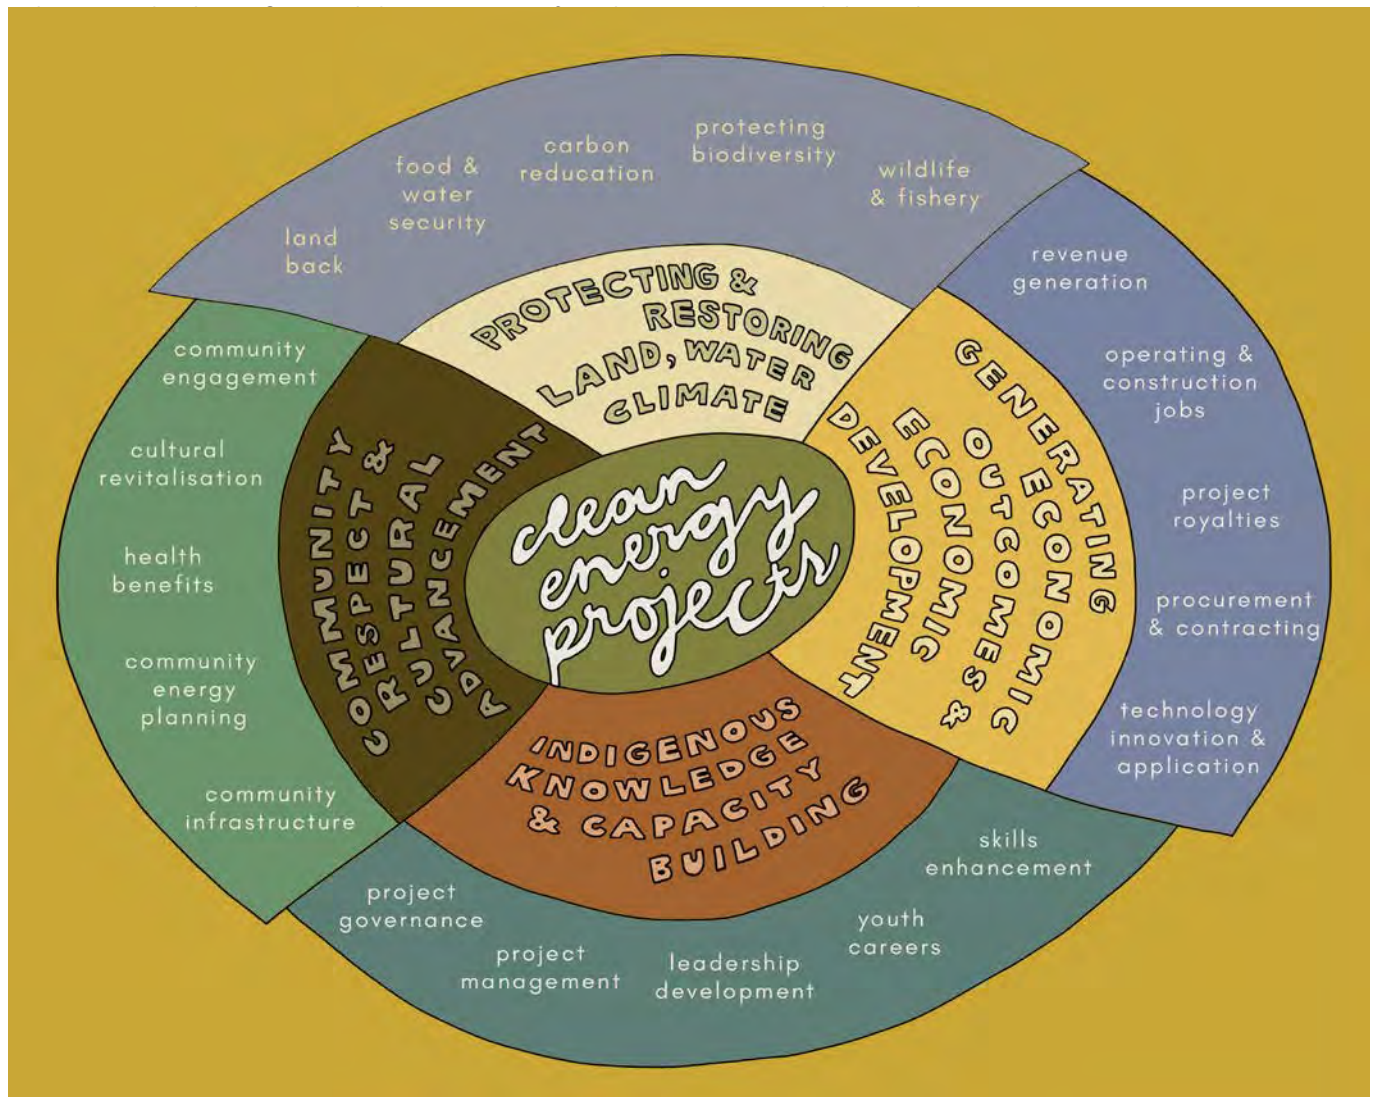 clean
energy
projects
PROTECTING &
RESTORING
LAND, WATER
CLIMATE
land
back
food &
water
security
carbon
reducation
protecting
biodiversity
wildlife
& fishery
GENERATING
ECONOMIC
OUTCOMES &
ECONOMIC
DEVELOPMENT
revenue
generation
operating &
construction
jobs
project
royalties
procurement
& contracting
technology
innovation &
application
INDIGENOUS
KNOWLEDGE
& CAPACITY
BUILDING
skills
enhancement
youth
careers
leadership
development
project
management
project
governance
COMMUNITY
RESPECT &
CULTURAL
ADVANCEMENT
community
engagement
cultural
revitalisation
health
benefits
community
energy
planning
community
infrastructure